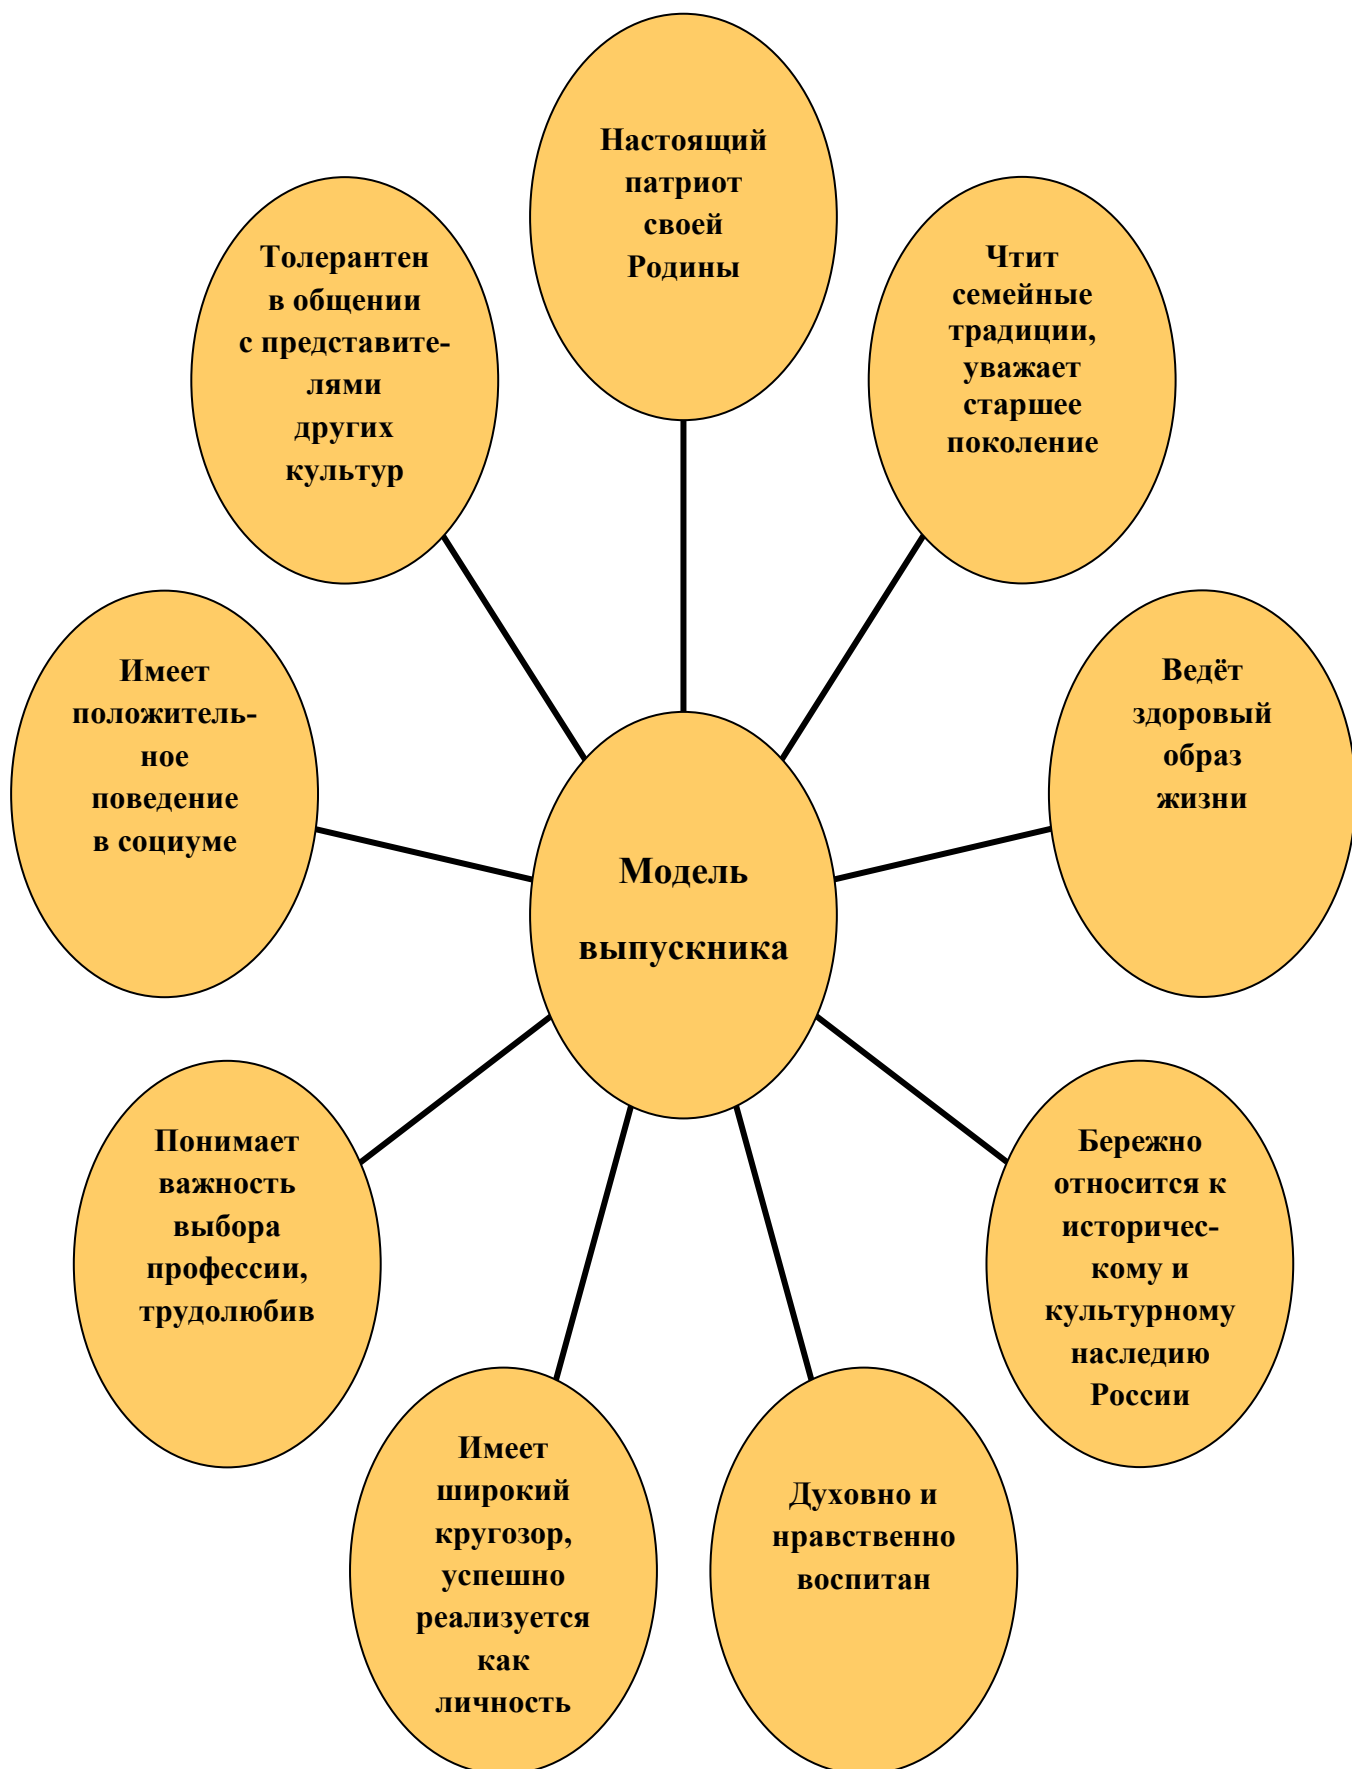 Настоящий
патриот
своей
Родины
Толерантен
в общении
с представите-
лями
других
культур
Чтит
семейные
традиции,
уважает
старшее
поколение
Имеет
положитель-
ное
поведение
в социуме
Ведёт
здоровый
образ
жизни
Модель
выпускника
Понимает
важность
выбора
профессии,
трудолюбив
Бережно
относится к
историчес-
кому и
культурному
наследию
России
Имеет
широкий
кругозор,
успешно
реализуется
как
личность
Духовно и
нравственно
воспитан